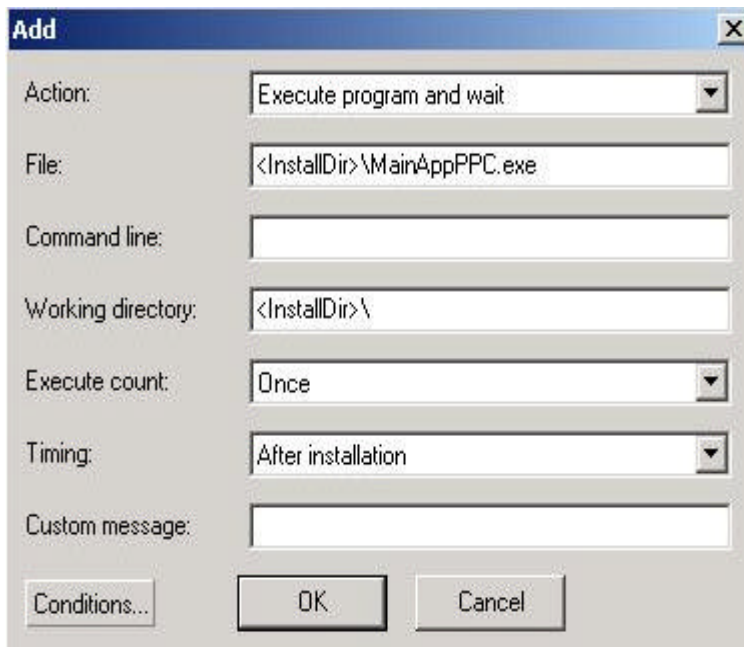 Add
Action: Execute program and wait
File: <InstallDir>\MainAppPPC.exe
Command line:
Working directory: <InstallDir>\
Execute count: Once
Timing: After installation
Custom message:
Conditions... OK Cancel